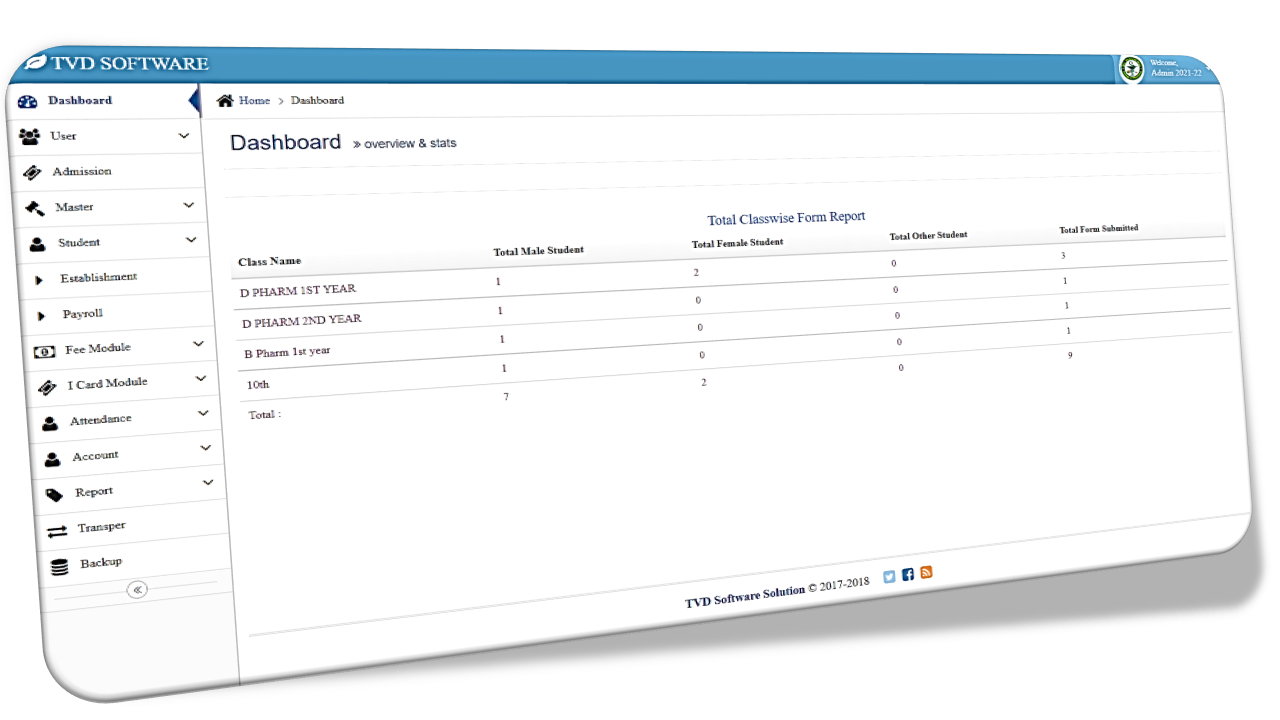 TVD SOFTWARE
Welcome,
Admin 2021-22
Dashboard
User
Admission
Master
Student
Establishment
Payroll
Fee Module
I Card Module
Attendance
Account
Report
Transper
Backup
Home > Dashboard
Dashboard » overview & stats
Total Classwise Form Report
Class Name Total Male Student Total Female Student Total Other Student Total Form Submitted
D PHARM 1ST YEAR 1 2 0 3
D PHARM 2ND YEAR 1 0 0 1
B Pharm 1st year 1 0 0 1
10th 1 0 0 1
Total : 7 2 0 9
TVD Software Solution © 2017-2018